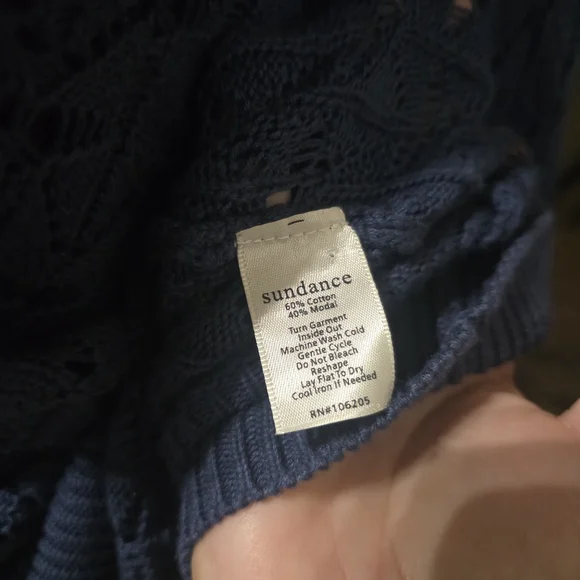 sundance
60% Cotton
40% Modal
Turn Garment
Inside Out
Machine Wash Cold
Gentle Cycle
Do Not Bleach
Reshape
Lay Flat To Dry
Cool Iron If Needed
RN#106205